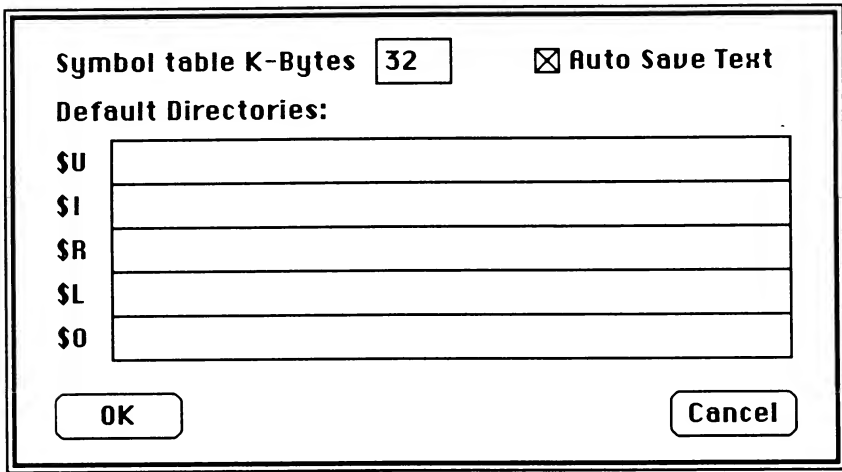 Symbol table K-Bytes 32 Auto Save Text
Default Directories:
$U
$I
$R
$L
$O
OK Cancel